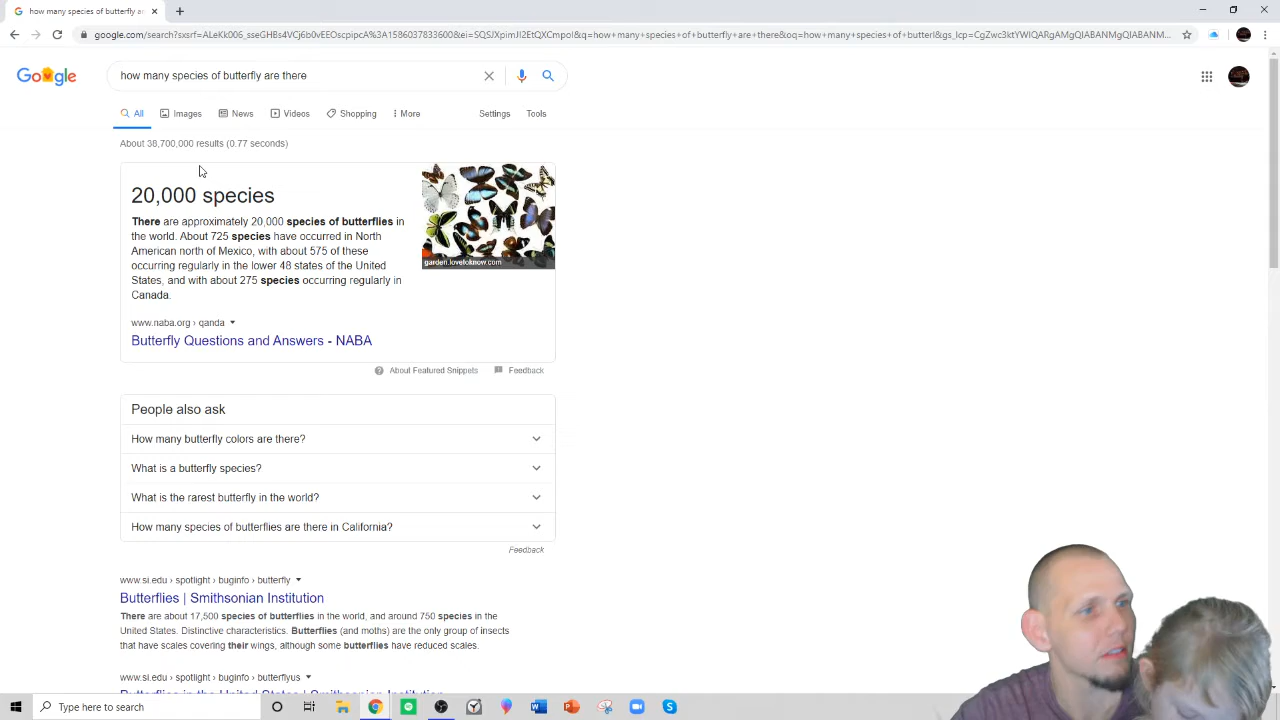 how many species of butterfly ar
google.com/search?sxsrf=ALeKk006_sseGHBs4VCj6b0vEEOscpipcA%3A1586037833600&ei=SQSJXpimJI2EtQXCmpoI&q=how+many+species+of+butterfly+are+there&oq=how+many+species+of+butterl&gs_lcp=CgZwc3ktYWIQARgAMgQIABANMgQIABANMgQIABANMgQIABANM...
Google
how many species of butterfly are there
All
Images
News
Videos
Shopping
More
Settings
Tools
About 38,700,000 results (0.77 seconds)
20,000 species
There are approximately 20,000 species of butterflies in
the world. About 725 species have occurred in North
American north of Mexico, with about 575 of these
occurring regularly in the lower 48 states of the United
States, and with about 275 species occurring regularly in
Canada.
garden.lovetoknow.com
www.naba.org › qanda
Butterfly Questions and Answers - NABA
About Featured Snippets
Feedback
People also ask
How many butterfly colors are there?
What is a butterfly species?
What is the rarest butterfly in the world?
How many species of butterflies are there in California?
Feedback
www.si.edu › spotlight › buginfo › butterfly
Butterflies | Smithsonian Institution
There are about 17,500 species of butterflies in the world, and around 750 species in the
United States. Distinctive characteristics. Butterflies (and moths) are the only group of insects
that have scales covering their wings, although some butterflies have reduced scales.
www.si.edu › spotlight › buginfo › butterflyus
Butterflies in the United States | Smithsonian Institution
Type here to search